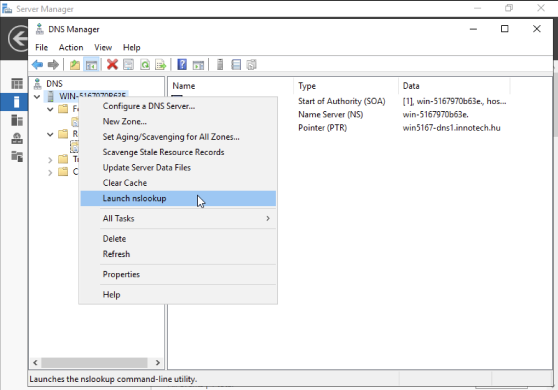 Server Manager
DNS Manager
File Action View Help
DNS
WIN-5167970B63E
Name Type Data
Start of Authority (SOA) [1], win-5167970b63e., hos...
Name Server (NS) win-5167970b63e.
Pointer (PTR) win5167-dns1.innotech.hu
Configure a DNS Server...
New Zone...
Set Aging/Scavenging for All Zones...
Scavenge Stale Resource Records
Update Server Data Files
Clear Cache
Launch nslookup
All Tasks
Delete
Refresh
Properties
Help
Launches the nslookup command-line utility.